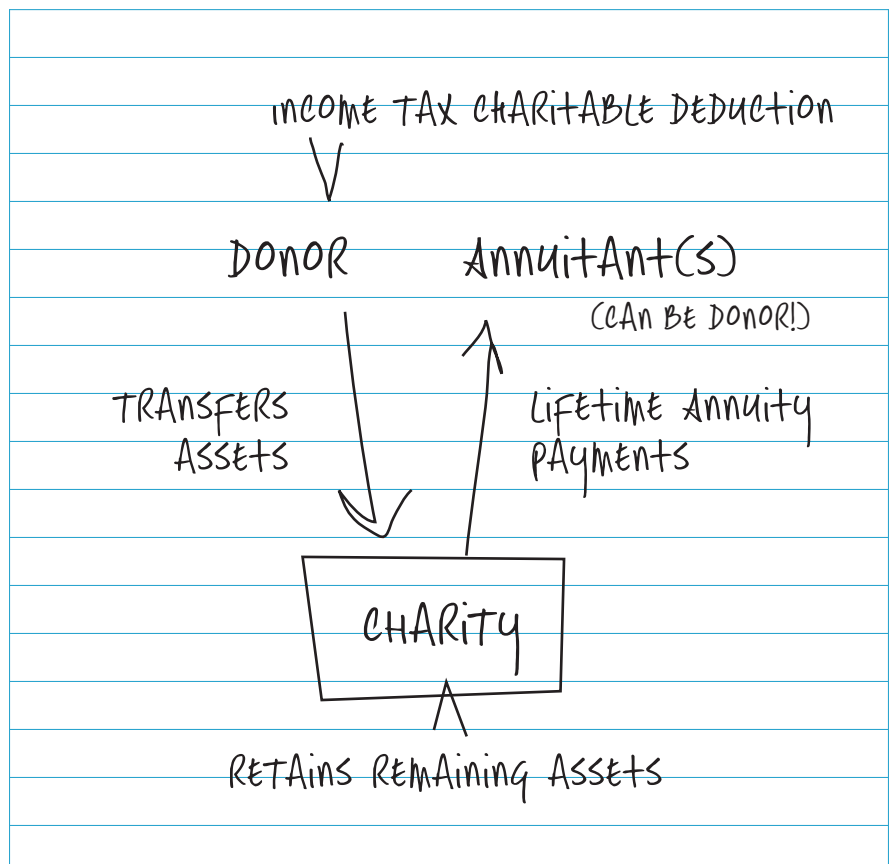 INCOME TAX CHARITABLE DEDUCTION
DONOR
ANNUITANT(S)
(CAN BE DONOR!)
TRANSFERS
ASSETS
LIFETIME ANNUITY
PAYMENTS
CHARITY
RETAINS REMAINING ASSETS